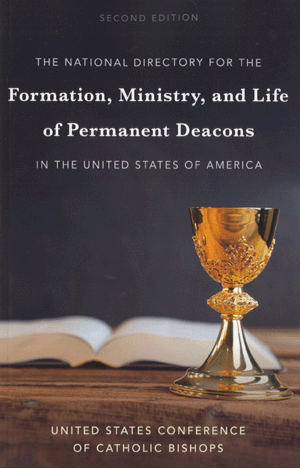 SECOND EDITION
THE NATIONAL DIRECTORY FOR THE
Formation, Ministry, and Life
of Permanent Deacons
IN THE UNITED STATES OF AMERICA
UNITED STATES CONFERENCE
OF CATHOLIC BISHOPS